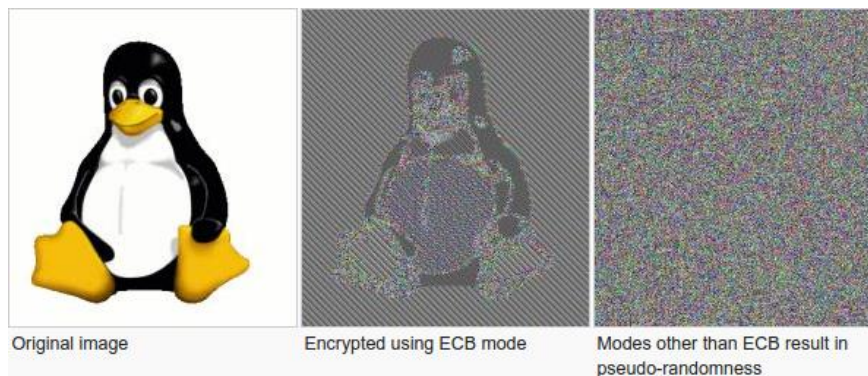 Original image
Encrypted using ECB mode
Modes other than ECB result in
pseudo-randomness